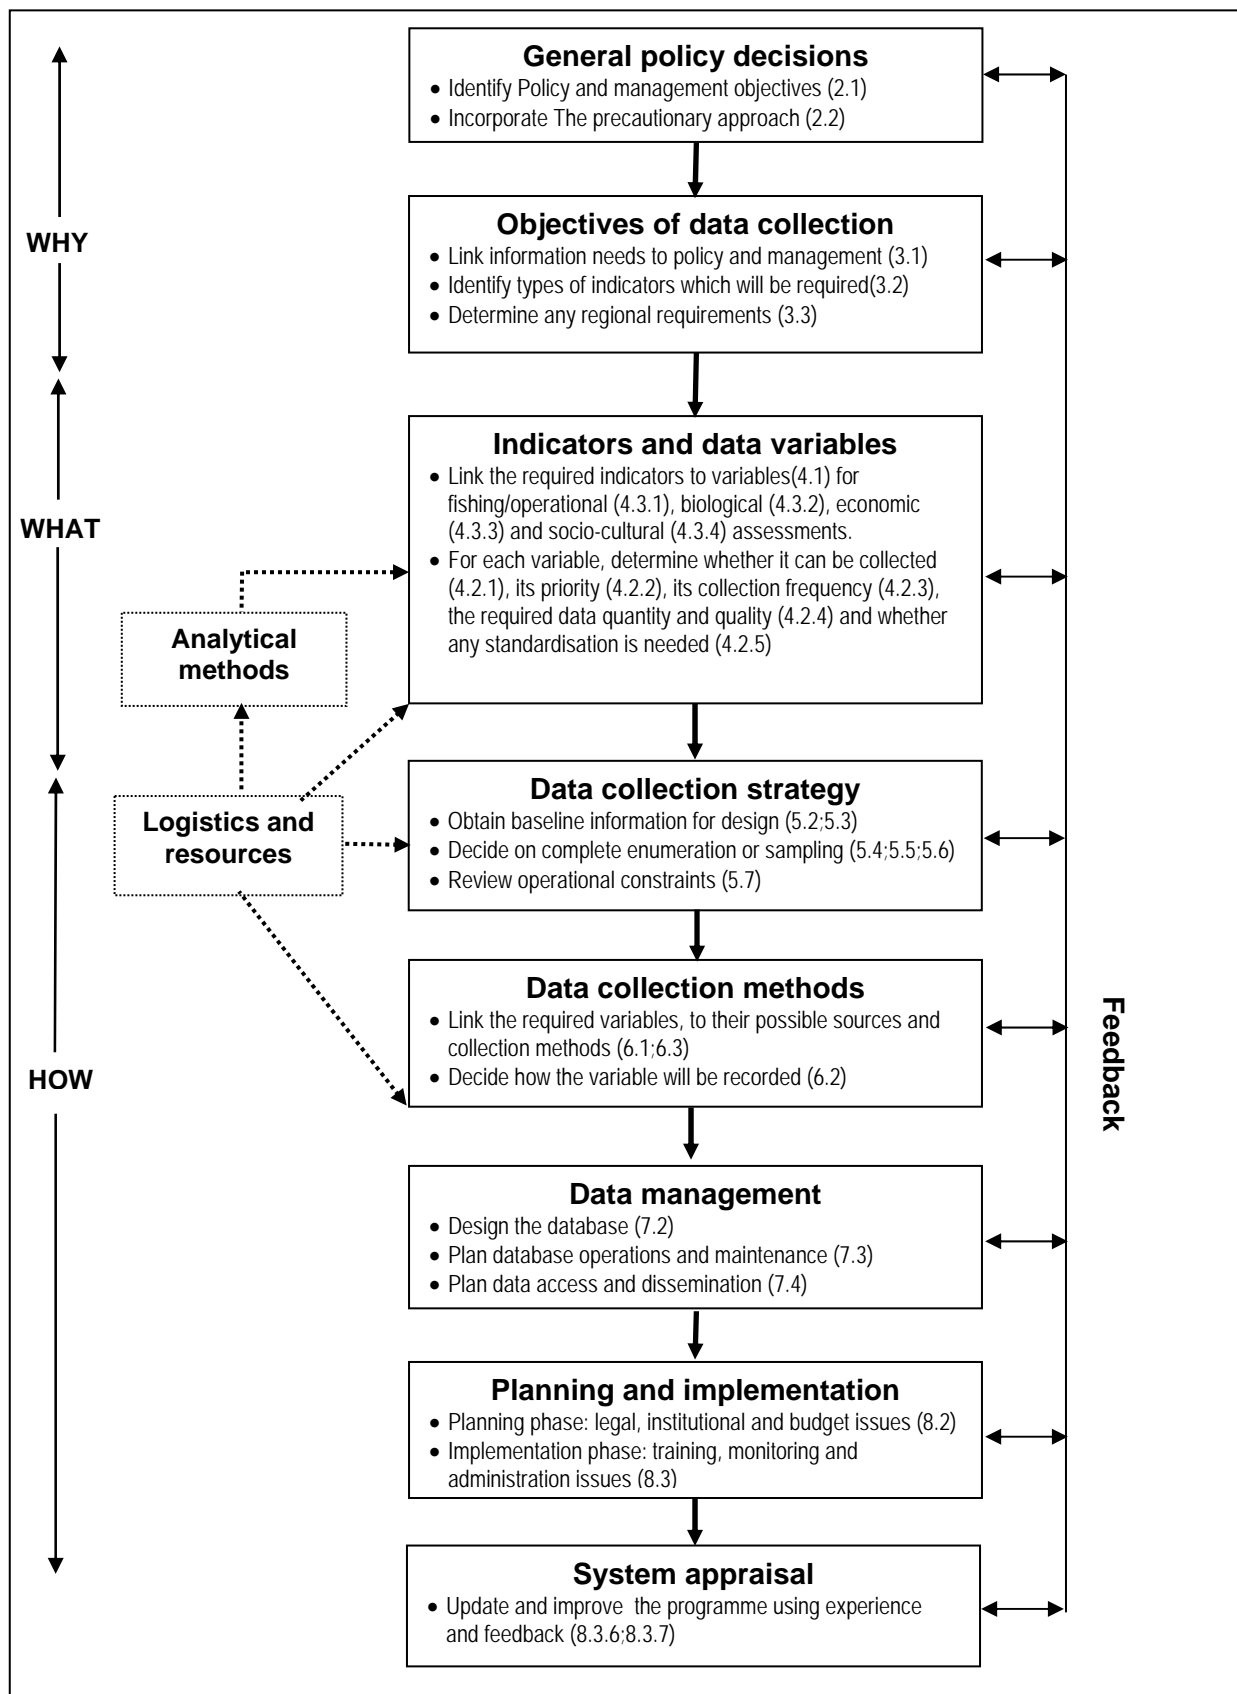 General policy decisions
• Identify Policy and management objectives (2.1)
• Incorporate The precautionary approach (2.2)
WHY
Objectives of data collection
• Link information needs to policy and management (3.1)
• Identify types of indicators which will be required(3.2)
• Determine any regional requirements (3.3)
WHAT
Indicators and data variables
• Link the required indicators to variables(4.1) for
fishing/operational (4.3.1), biological (4.3.2), economic
(4.3.3) and socio-cultural (4.3.4) assessments.
• For each variable, determine whether it can be collected
(4.2.1), its priority (4.2.2), its collection frequency (4.2.3),
the required data quantity and quality (4.2.4) and whether
any standardisation is needed (4.2.5)
Analytical
methods
Logistics and
resources
Data collection strategy
• Obtain baseline information for design (5.2;5.3)
• Decide on complete enumeration or sampling (5.4;5.5;5.6)
• Review operational constraints (5.7)
HOW
Data collection methods
• Link the required variables, to their possible sources and
collection methods (6.1;6.3)
• Decide how the variable will be recorded (6.2)
Feedback
Data management
• Design the database (7.2)
• Plan database operations and maintenance (7.3)
• Plan data access and dissemination (7.4)
Planning and implementation
• Planning phase: legal, institutional and budget issues (8.2)
• Implementation phase: training, monitoring and
administration issues (8.3)
System appraisal
• Update and improve the programme using experience
and feedback (8.3.6;8.3.7)